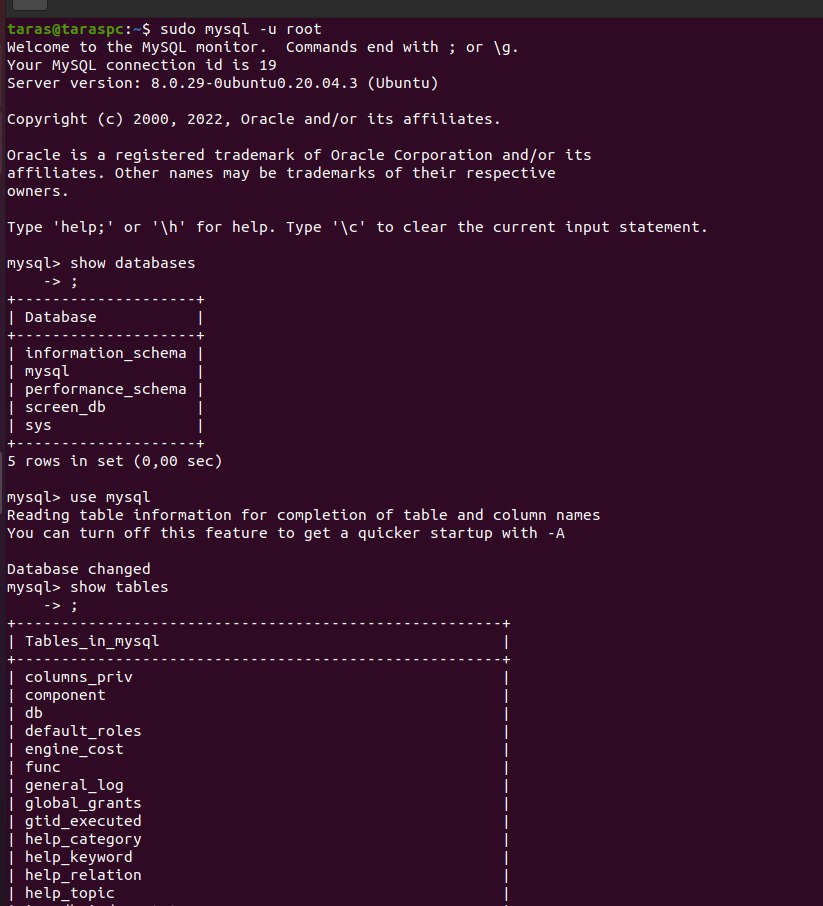 taras@taraspc:~$ sudo mysql -u root
Welcome to the MySQL monitor.  Commands end with ; or \g.
Your MySQL connection id is 19
Server version: 8.0.29-0ubuntu0.20.04.3 (Ubuntu)

Copyright (c) 2000, 2022, Oracle and/or its affiliates.

Oracle is a registered trademark of Oracle Corporation and/or its
affiliates. Other names may be trademarks of their respective
owners.

Type 'help;' or '\h' for help. Type '\c' to clear the current input statement.

mysql> show databases
    -> ;
+--------------------+
| Database           |
+--------------------+
| information_schema |
| mysql              |
| performance_schema |
| screen_db          |
| sys                |
+--------------------+
5 rows in set (0,00 sec)

mysql> use mysql
Reading table information for completion of table and column names
You can turn off this feature to get a quicker startup with -A

Database changed
mysql> show tables
    -> ;
+------------------------------------------------------+
| Tables_in_mysql                                      |
+------------------------------------------------------+
| columns_priv                                         |
| component                                            |
| db                                                   |
| default_roles                                        |
| engine_cost                                          |
| func                                                 |
| general_log                                          |
| global_grants                                        |
| gtid_executed                                        |
| help_category                                        |
| help_keyword                                         |
| help_relation                                        |
| help_topic                                           |